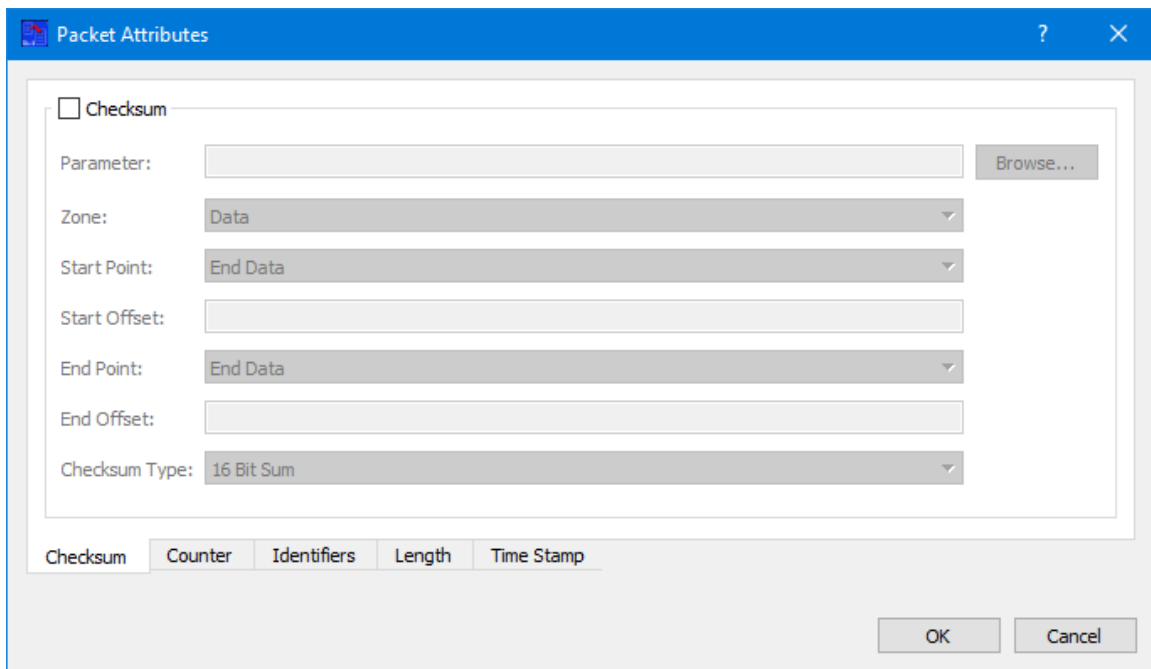 Packet Attributes ?
Checksum
Parameter: Browse...
Zone: Data
Start Point: End Data
Start Offset:
End Point: End Data
End Offset:
Checksum Type: 16 Bit Sum
Checksum Counter Identifiers Length Time Stamp
OK Cancel